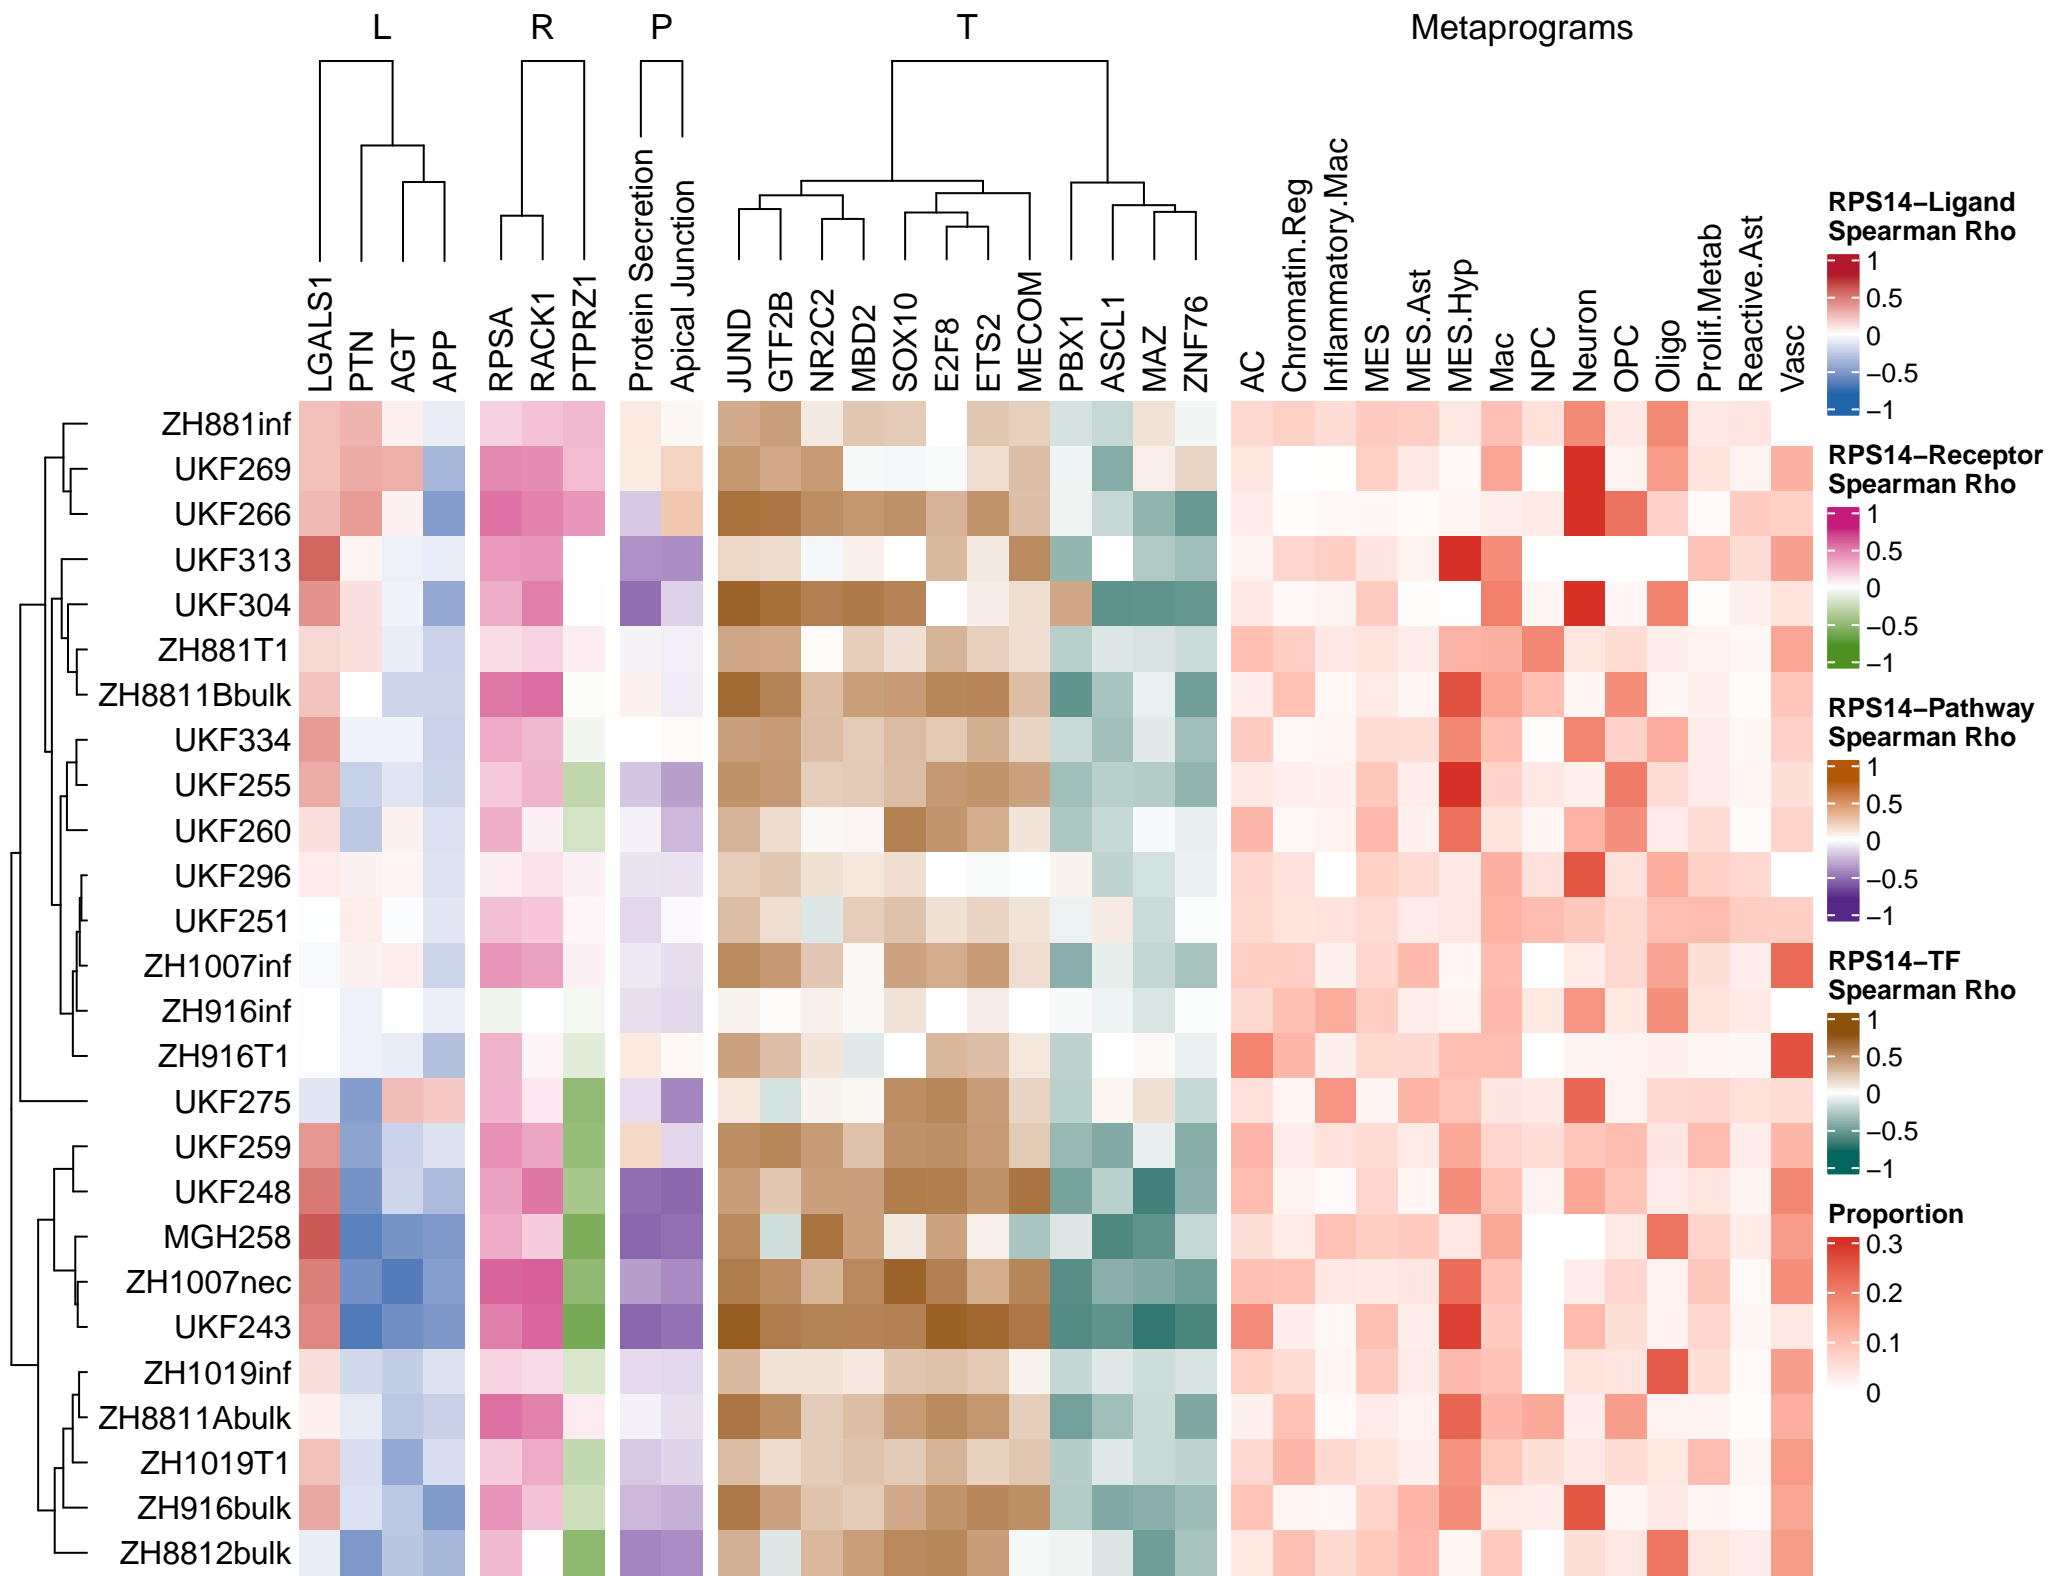 L
R
P
T
Metaprograms
LGALS1
PTN
AGT
APP
RPSA
RACK1
PTPRZ1
Protein Secretion
Apical Junction
JUND
GTF2B
NR2C2
MBD2
SOX10
E2F8
ETS2
MECOM
PBX1
ASCL1
MAZ
ZNF76
AC
Chromatin.Reg
Inflammatory.Mac
MES
MES.Ast
MES.Hyp
Mac
NPC
Neuron
OPC
Oligo
Prolif.Metab
Reactive.Ast
Vasc
ZH881inf
UKF269
UKF266
UKF313
UKF304
ZH881T1
ZH8811Bbulk
UKF334
UKF255
UKF260
UKF296
UKF251
ZH1007inf
ZH916inf
ZH916T1
UKF275
UKF259
UKF248
MGH258
ZH1007nec
UKF243
ZH1019inf
ZH8811Abulk
ZH1019T1
ZH916bulk
ZH8812bulk
RPS14−Ligand
Spearman Rho
1
0.5
0
−0.5
−1
RPS14−Receptor
Spearman Rho
1
0.5
0
−0.5
−1
RPS14−Pathway
Spearman Rho
1
0.5
0
−0.5
−1
RPS14−TF
Spearman Rho
1
0.5
0
−0.5
−1
Proportion
0.3
0.2
0.1
0